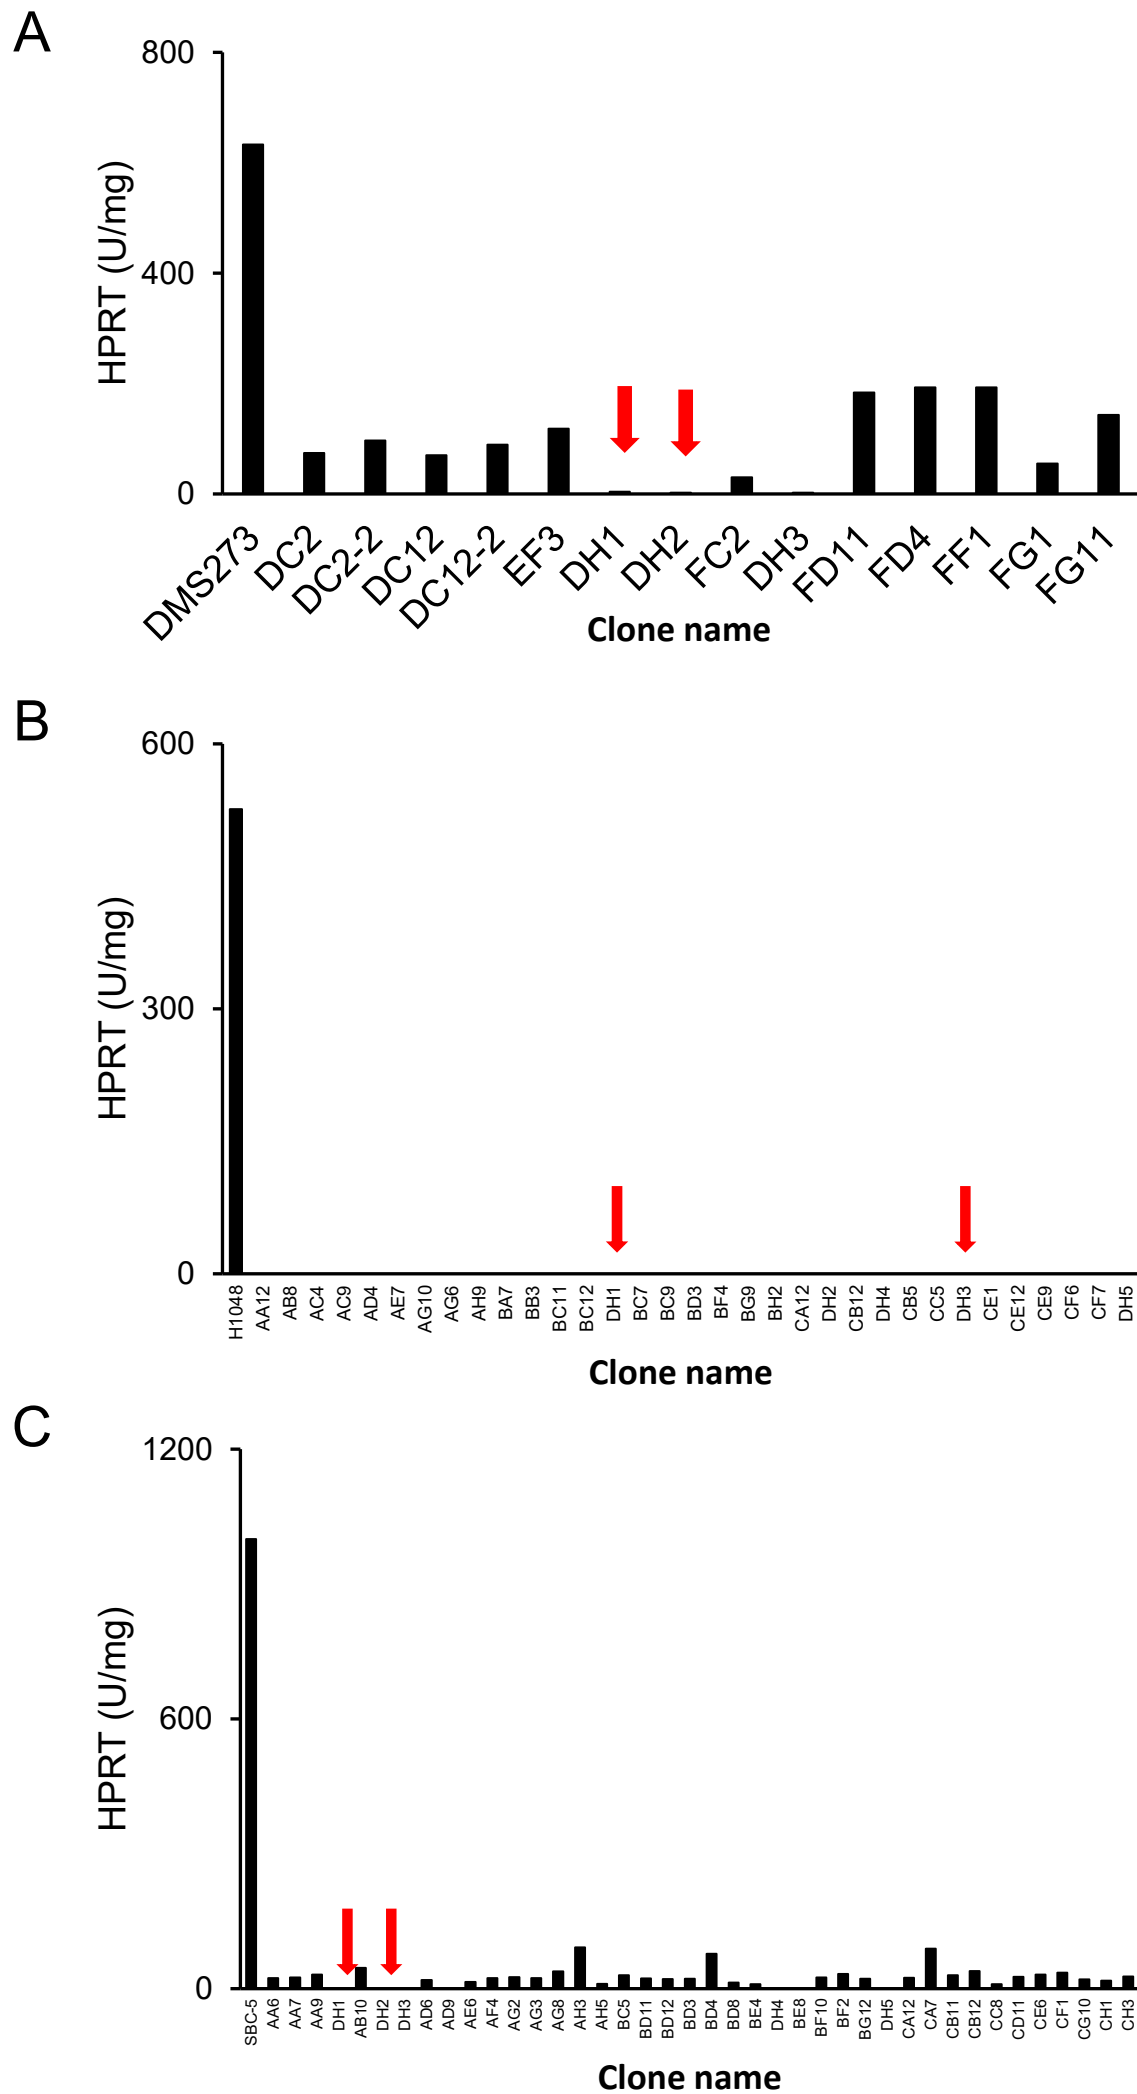 A
800
400
0
HPRT (U/mg)
DMS273 DC2 DC2-2 DC12 DC12-2 EF3 DH1 DH2 FC2 DH3 FD11 FD4 FF1 FG1 FG11
Clone name
B
600
300
0
HPRT (U/mg)
H1048 AA12 AB8 AC4 AC9 AD4 AE7 AG10 AG6 AH9 BA7 BB3 BC11 BC12 DH1 BC7 BC9 BD3 BF4 BG9 BH2 CA12 DH2 CB12 DH4 CB5 CC5 DH3 CE1 CE12 CE9 CF6 CF7 DH5
Clone name
C
1200
600
0
HPRT (U/mg)
SBC-5 AA6 AA7 AA9 DH1 AB10 DH2 DH3 AD6 AD9 AE6 AF4 AG2 AG3 AG8 AH3 AH5 BC5 BD11 BD12 BD3 BD4 BD8 BE4 DH4 BE8 BF10 BF2 BG12 DH5 CA12 CA7 CB11 CB12 CC8 CD11 CE6 CF1 CG10 CH1 CH3
Clone name